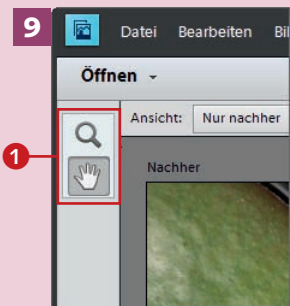 9
Datei Bearbeiten
Öffnen
Ansicht: Nur nachher
1
Nachher